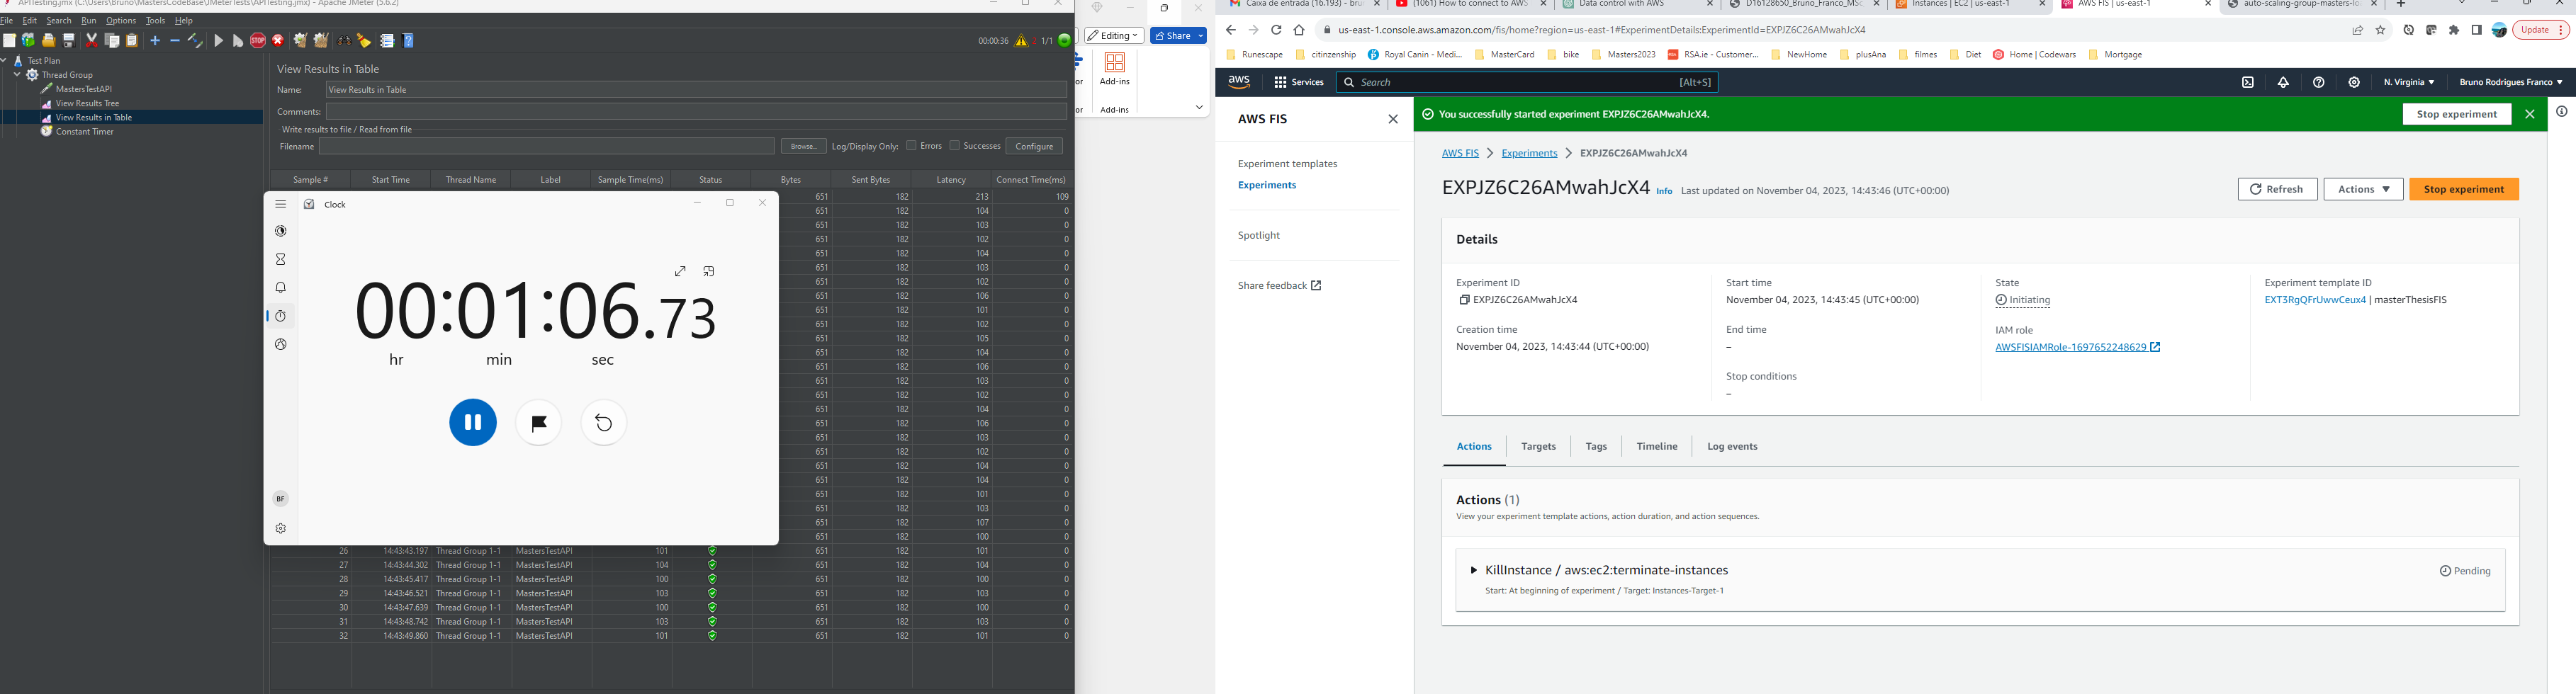 APITesting.jmx (C:\Users\Bruno\MastersCodeBase\JMeterTests\APITesting.jmx) - Apache JMeter (5.6.2)
File Edit Search Run Options Tools Help
00:00:36 1/1
Test Plan
Thread Group
MastersTestAPI
View Results Tree
View Results in Table
Constant Timer
View Results in Table
Name: View Results in Table
Comments:
Write results to file / Read from file
Filename Browse... Log/Display Only: Errors Successes Configure
Sample # Start Time Thread Name Label Sample Time(ms) Status Bytes Sent Bytes Latency Connect Time(ms)
651 182 213 109
651 182 104 0
651 182 103 0
651 182 102 0
651 182 104 0
651 182 103 0
651 182 102 0
651 182 106 0
651 182 101 0
651 182 102 0
651 182 105 0
651 182 104 0
651 182 106 0
651 182 103 0
651 182 102 0
651 182 104 0
651 182 106 0
651 182 103 0
651 182 102 0
651 182 104 0
651 182 104 0
651 182 101 0
651 182 103 0
651 182 107 0
651 182 100 0
26 14:43:43.197 Thread Group 1-1 MastersTestAPI 101 651 182 101 0
27 14:43:44.302 Thread Group 1-1 MastersTestAPI 104 651 182 104 0
28 14:43:45.417 Thread Group 1-1 MastersTestAPI 100 651 182 100 0
29 14:43:46.521 Thread Group 1-1 MastersTestAPI 103 651 182 103 0
30 14:43:47.639 Thread Group 1-1 MastersTestAPI 100 651 182 100 0
31 14:43:48.742 Thread Group 1-1 MastersTestAPI 103 651 182 103 0
32 14:43:49.860 Thread Group 1-1 MastersTestAPI 101 651 182 101 0
Clock
00:01:06.73
hr min sec
BF
Editing Share
or Add-ins
or Add-ins
Caixa de entrada (16.193) - bru
(1061) How to connect to AWS
Data control with AWS
D16128650_Bruno_Franco_MSc
Instances | EC2 | us-east-1
AWS FIS | us-east-1
auto-scaling-group-masters-lo
us-east-1.console.aws.amazon.com/fis/home?region=us-east-1#ExperimentDetails:ExperimentId=EXPJZ6C26AMwahJcX4
Update
Runescape citinzenship Royal Canin - Medi... MasterCard bike Masters2023 RSA.ie - Customer... NewHome plusAna filmes Diet Home | Codewars Mortgage
aws Services Search [Alt+S] N. Virginia Bruno Rodrigues Franco
AWS FIS
Experiment templates
Experiments
Spotlight
Share feedback
You successfully started experiment EXPJZ6C26AMwahJcX4. Stop experiment
AWS FIS Experiments EXPJZ6C26AMwahJcX4
EXPJZ6C26AMwahJcX4 Info Last updated on November 04, 2023, 14:43:46 (UTC+00:00) Refresh Actions Stop experiment
Details
Experiment ID
EXPJZ6C26AMwahJcX4
Creation time
November 04, 2023, 14:43:44 (UTC+00:00)
Start time
November 04, 2023, 14:43:45 (UTC+00:00)
End time
–
Stop conditions
–
State
Initiating
IAM role
AWSFISIAMRole-1697652248629
Experiment template ID
EXT3RgQFrUwwCeux4 | masterThesisFIS
Actions Targets Tags Timeline Log events
Actions (1)
View your experiment template actions, action duration, and action sequences.
KillInstance / aws:ec2:terminate-instances Pending
Start: At beginning of experiment / Target: Instances-Target-1